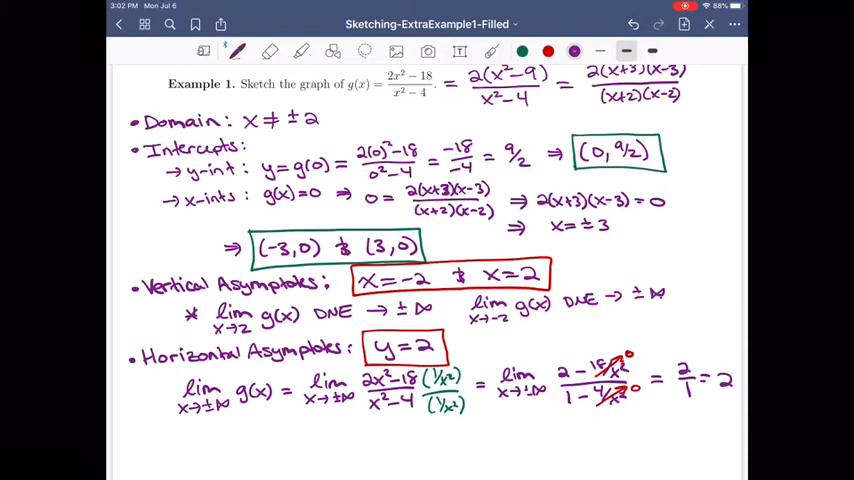 3:02 PM Mon Jul 6
88%
Sketching-ExtraExample1-Filled
Example 1. Sketch the graph of g(x) = (2x² − 18)/(x² − 4). = 2(x²−9)/(x²−4) = 2(x+3)(x−3)/((x+2)(x−2))
• Domain: x ≠ ±2
• Intercepts:
→ y-int: y = g(0) = (2(0)²−18)/(0²−4) = −18/−4 = 9/2 ⇒ (0, 9/2)
→ x-ints: g(x)=0 ⇒ 0 = 2(x+3)(x−3)/((x+2)(x−2)) ⇒ 2(x+3)(x−3)=0
⇒ x = ±3
⇒ (−3,0) & (3,0)
• Vertical Asymptotes: x=−2 & x=2
* lim x→2 g(x) DNE → ±∞ lim x→−2 g(x) DNE → ±∞
• Horizontal Asymptotes: y=2
lim x→±∞ g(x) = lim x→±∞ (2x²−18)/(x²−4) (1/x²)/(1/x²) = lim x→±∞ (2 − 18/x² 0)/(1 − 4/x² 0) = 2/1 = 2